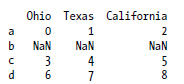 Ohio Texas California
a 0 1 2
b NaN NaN NaN
c 3 4 5
d 6 7 8